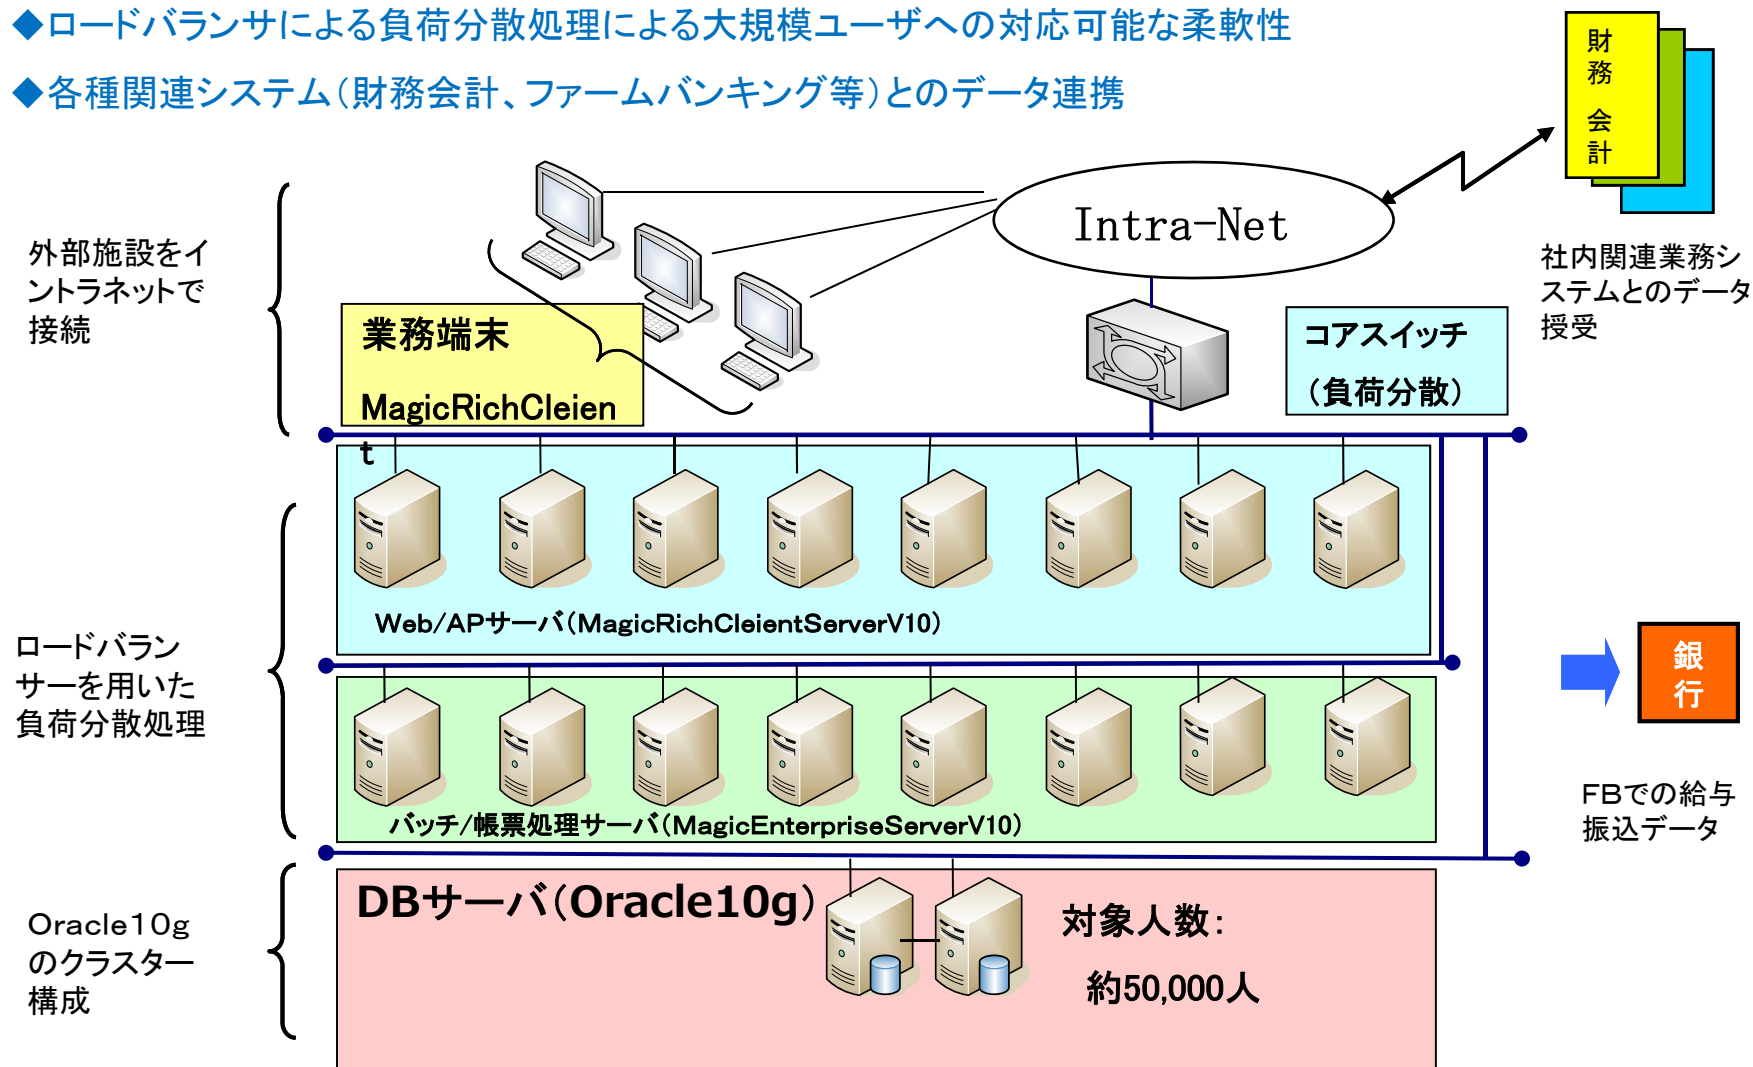 ◆ロードバランサによる負荷分散処理による大規模ユーザへの対応可能な柔軟性
◆各種関連システム（財務会計、ファームバンキング等）とのデータ連携
財
務
会
計
Intra-Net
外部施設をイ
ントラネットで
接続
社内関連業務シ
ステムとのデータ
授受
業務端末
MagicRichCleien
t
コアスイッチ
（負荷分散）
Web/APサーバ（MagicRichCleientServerV10）
ロードバラン
サーを用いた
負荷分散処理
銀
行
バッチ/帳票処理サーバ（MagicEnterpriseServerV10）
FBでの給与
振込データ
DBサーバ（Oracle10g）
対象人数：
約50,000人
Oracle10g
のクラスター
構成